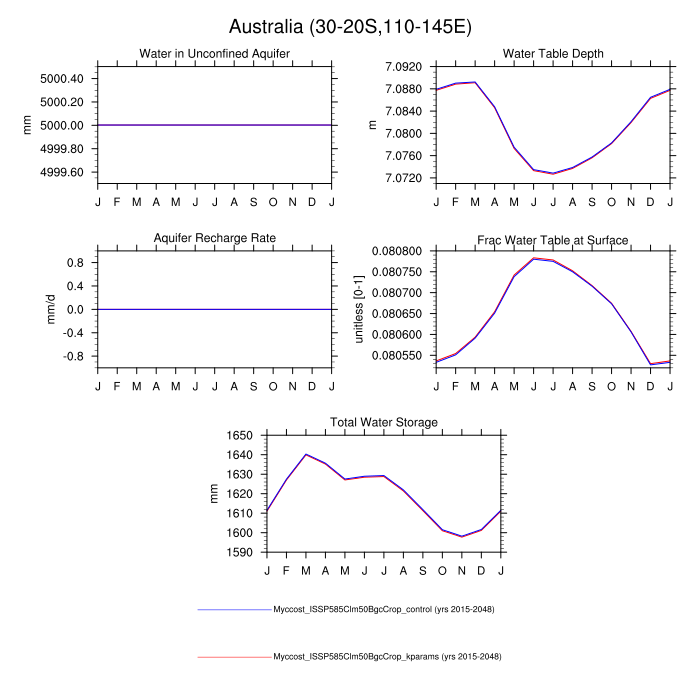 Australia (30-20S,110-145E)
Water in Unconfined Aquifer
Water Table Depth
mm
5000.40
5000.20
5000.00
4999.80
4999.60
J F M A M J J A S O N D J
m
7.0920
7.0880
7.0840
7.0800
7.0760
7.0720
J F M A M J J A S O N D J
Aquifer Recharge Rate
Frac Water Table at Surface
mm/d
0.8
0.4
0.0
-0.4
-0.8
J F M A M J J A S O N D J
unitless [0-1]
0.080800
0.080750
0.080700
0.080650
0.080600
0.080550
J F M A M J J A S O N D J
Total Water Storage
mm
1650
1640
1630
1620
1610
1600
1590
J F M A M J J A S O N D J
Myccost_ISSP585Clm50BgcCrop_control (yrs 2015-2048)
Myccost_ISSP585Clm50BgcCrop_kparams (yrs 2015-2048)